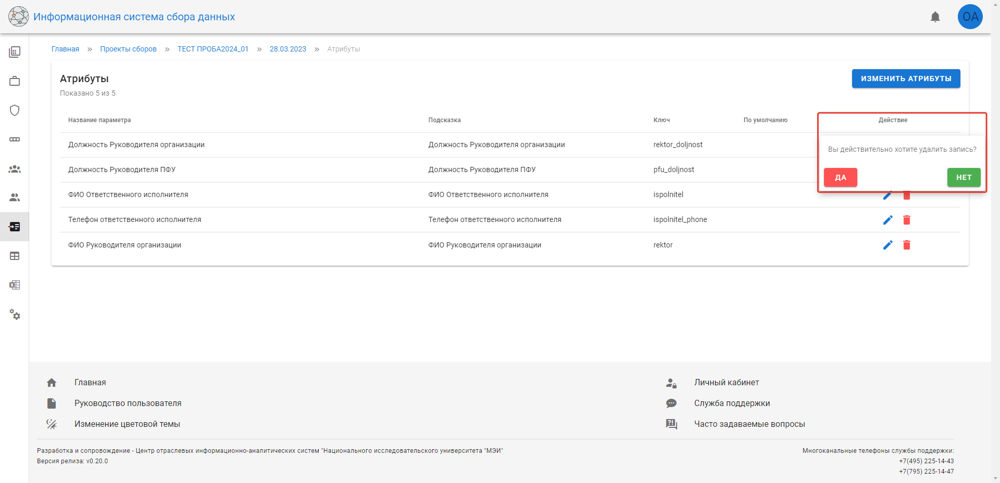 Информационная система сбора данных
OA
Главная » Проекты сборов » ТЕСТ ПРОБА2024_01 » 28.03.2023 » Атрибуты
Атрибуты
ИЗМЕНИТЬ АТРИБУТЫ
Показано 5 из 5
Название параметра Подсказка Ключ По умолчанию Действие
Должность Руководителя организации Должность Руководителя организации rektor_doljnost
Вы действительно хотите удалить запись?
Должность Руководителя ПФУ Должность Руководителя ПФУ pfu_doljnost
ДА НЕТ
ФИО Ответственного исполнителя ФИО Ответственного исполнителя ispolnitel
Телефон ответственного исполнителя Телефон ответственного исполнителя ispolnitel_phone
ФИО Руководителя организации ФИО Руководителя организации rektor
Главная
Руководство пользователя
Изменение цветовой темы
Личный кабинет
Служба поддержки
Часто задаваемые вопросы
Разработка и сопровождение - Центр отраслевых информационно-аналитических систем "Национального исследовательского университета "МЭИ"
Версия релиза: v0.20.0
Многоканальные телефоны службы поддержки:
+7(495) 225-14-43
+7(795) 225-14-47